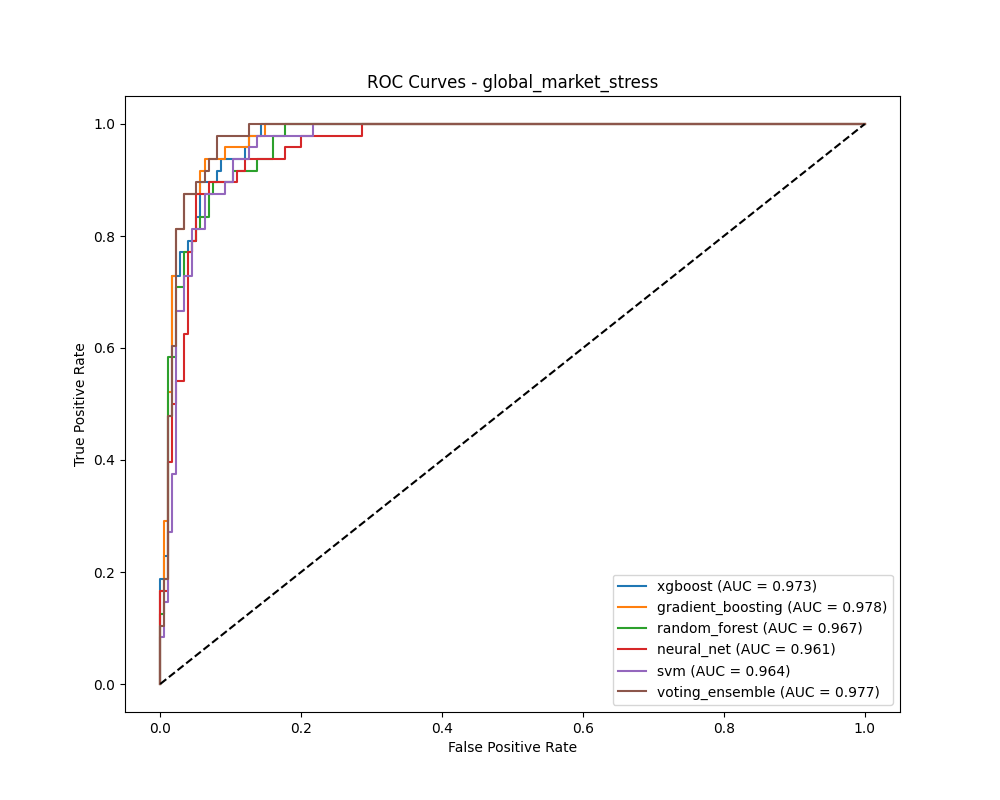 ROC Curves - global_market_stress
True Positive Rate
1.0
0.8
0.6
0.4
0.2
0.0
0.0 0.2 0.4 0.6 0.8 1.0
False Positive Rate
xgboost (AUC = 0.973)
gradient_boosting (AUC = 0.978)
random_forest (AUC = 0.967)
neural_net (AUC = 0.961)
svm (AUC = 0.964)
voting_ensemble (AUC = 0.977)